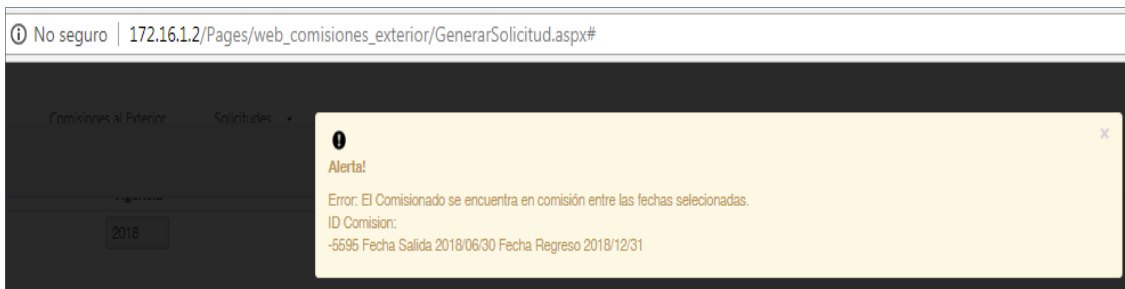 No seguro | 172.16.1.2/Pages/web_comisiones_exterior/GenerarSolicitud.aspx#
Comisiones al Exterior Solicitudes
Alerta!
Error: El Comisionado se encuentra en comisión entre las fechas selecionadas.
ID Comision:
-5595 Fecha Salida 2018/06/30 Fecha Regreso 2018/12/31
2018